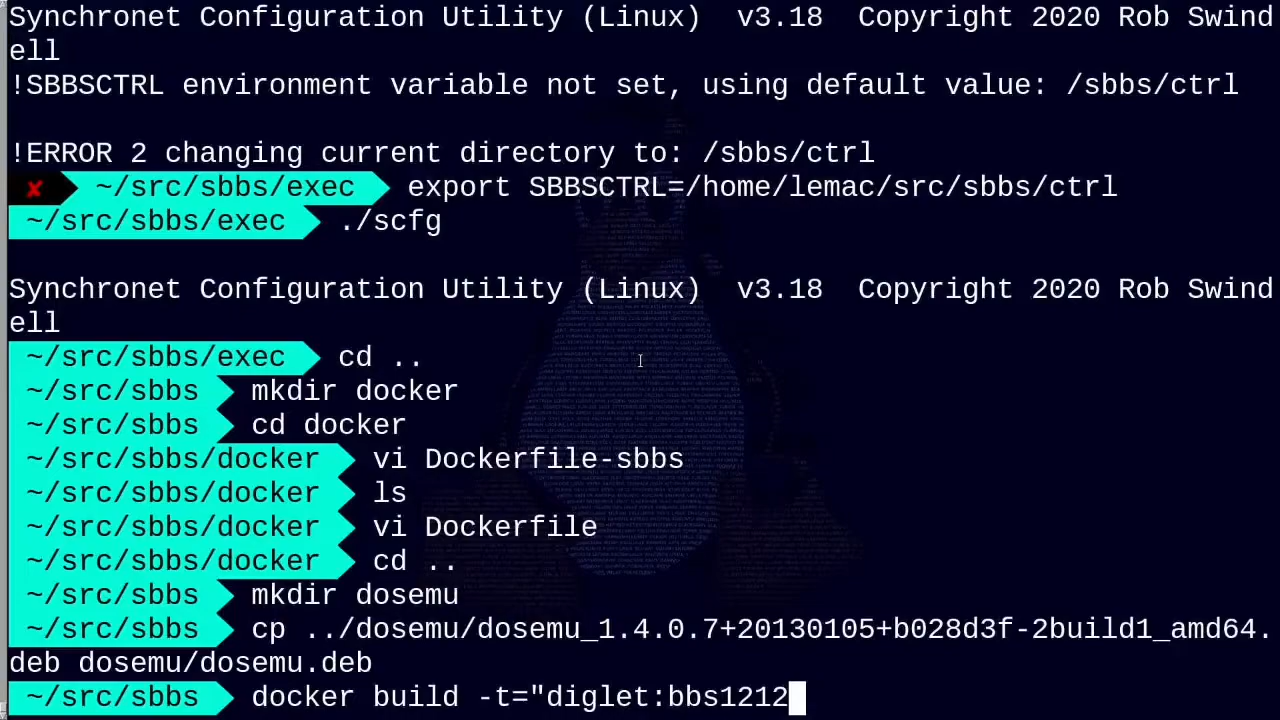 Synchronet Configuration Utility (Linux)  v3.18  Copyright 2020 Rob Swind
ell
!SBBSCTRL environment variable not set, using default value: /sbbs/ctrl
!ERROR 2 changing current directory to: /sbbs/ctrl
✘ ~/src/sbbs/exec export SBBSCTRL=/home/lemac/src/sbbs/ctrl
~/src/sbbs/exec ./scfg
Synchronet Configuration Utility (Linux)  v3.18  Copyright 2020 Rob Swind
ell
~/src/sbbs/exec cd ..
~/src/sbbs mkdir docker
~/src/sbbs cd docker
~/src/sbbs/docker vi Dockerfile-sbbs
~/src/sbbs/docker ls
~/src/sbbs/docker vi Dockerfile
~/src/sbbs/docker cd ..
~/src/sbbs mkdir dosemu
~/src/sbbs cp ../dosemu/dosemu_1.4.0.7+20130105+b028d3f-2build1_amd64.
deb dosemu/dosemu.deb
~/src/sbbs docker build -t="diglet:bbs1212